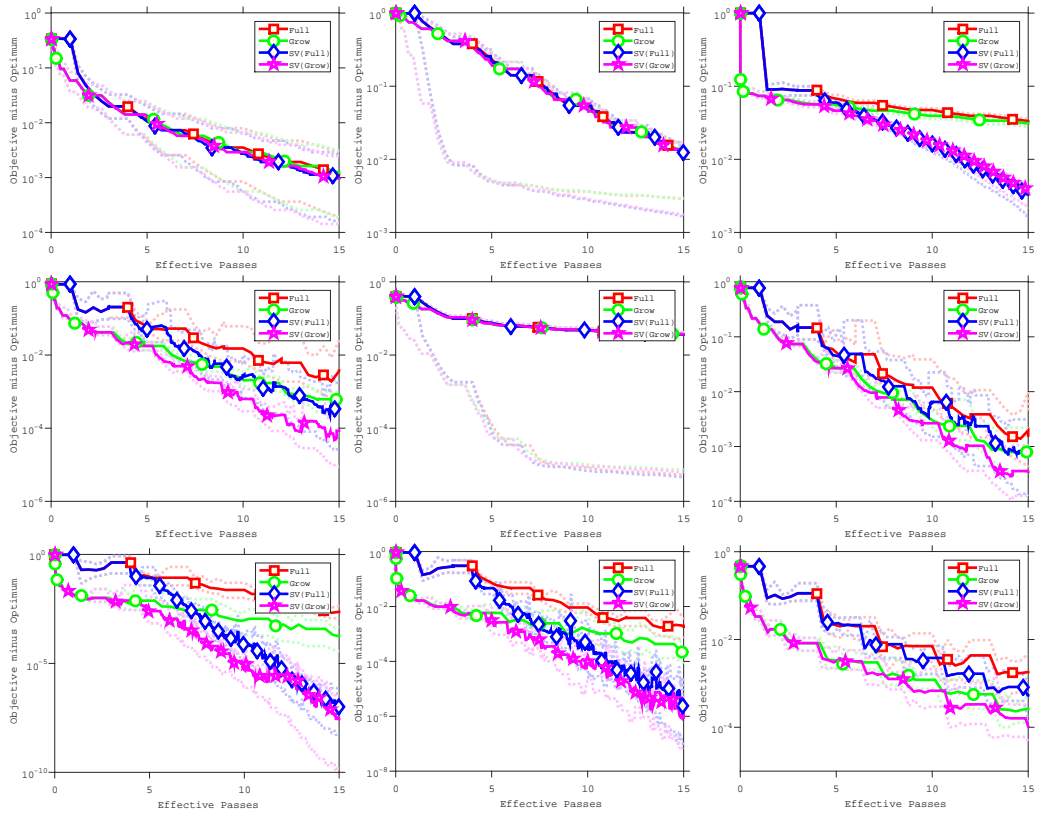 Objective minus Optimum
10^0
10^-1
10^-2
10^-3
10^-4
0
5
10
15
Effective Passes
Full
Grow
SV(Full)
SV(Grow)
Objective minus Optimum
10^0
10^-1
10^-2
10^-3
0
5
10
15
Effective Passes
Full
Grow
SV(Full)
SV(Grow)
Objective minus Optimum
10^0
10^-1
10^-2
10^-3
0
5
10
15
Effective Passes
Full
Grow
SV(Full)
SV(Grow)
Objective minus Optimum
10^0
10^-2
10^-4
10^-6
0
5
10
15
Effective Passes
Full
Grow
SV(Full)
SV(Grow)
Objective minus Optimum
10^0
10^-2
10^-4
10^-6
0
5
10
15
Effective Passes
Full
Grow
SV(Full)
SV(Grow)
Objective minus Optimum
10^0
10^-1
10^-2
10^-3
10^-4
0
5
10
15
Effective Passes
Full
Grow
SV(Full)
SV(Grow)
Objective minus Optimum
10^0
10^-5
10^-10
0
5
10
15
Effective Passes
Full
Grow
SV(Full)
SV(Grow)
Objective minus Optimum
10^0
10^-2
10^-4
10^-6
10^-8
0
5
10
15
Effective Passes
Full
Grow
SV(Full)
SV(Grow)
Objective minus Optimum
10^0
10^-2
10^-4
0
5
10
15
Effective Passes
Full
Grow
SV(Full)
SV(Grow)